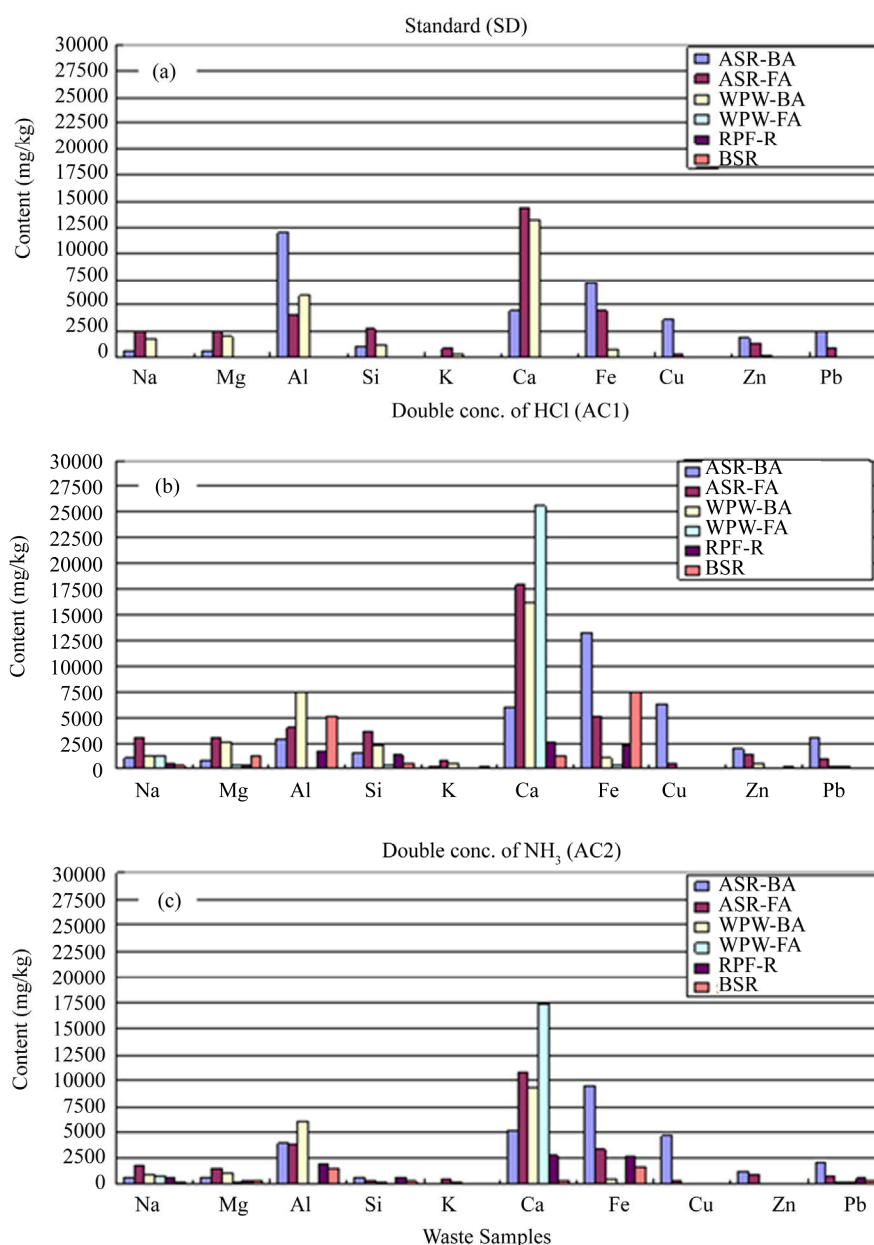 Standard (SD)
(a)
Content (mg/kg)
30000
27500
25000
22500
20000
17500
15000
12500
10000
7500
5000
2500
0
ASR-BA
ASR-FA
WPW-BA
WPW-FA
RPF-R
BSR
Na Mg Al Si K Ca Fe Cu Zn Pb
Double conc. of HCl (AC1)
(b)
Content (mg/kg)
30000
27500
25000
22500
20000
17500
15000
12500
10000
7500
5000
2500
0
ASR-BA
ASR-FA
WPW-BA
WPW-FA
RPF-R
BSR
Na Mg Al Si K Ca Fe Cu Zn Pb
Double conc. of NH₃ (AC2)
(c)
Content (mg/kg)
30000
27500
25000
22500
20000
17500
15000
12500
10000
7500
5000
2500
0
ASR-BA
ASR-FA
WPW-BA
WPW-FA
RPF-R
BSR
Na Mg Al Si K Ca Fe Cu Zn Pb
Waste Samples